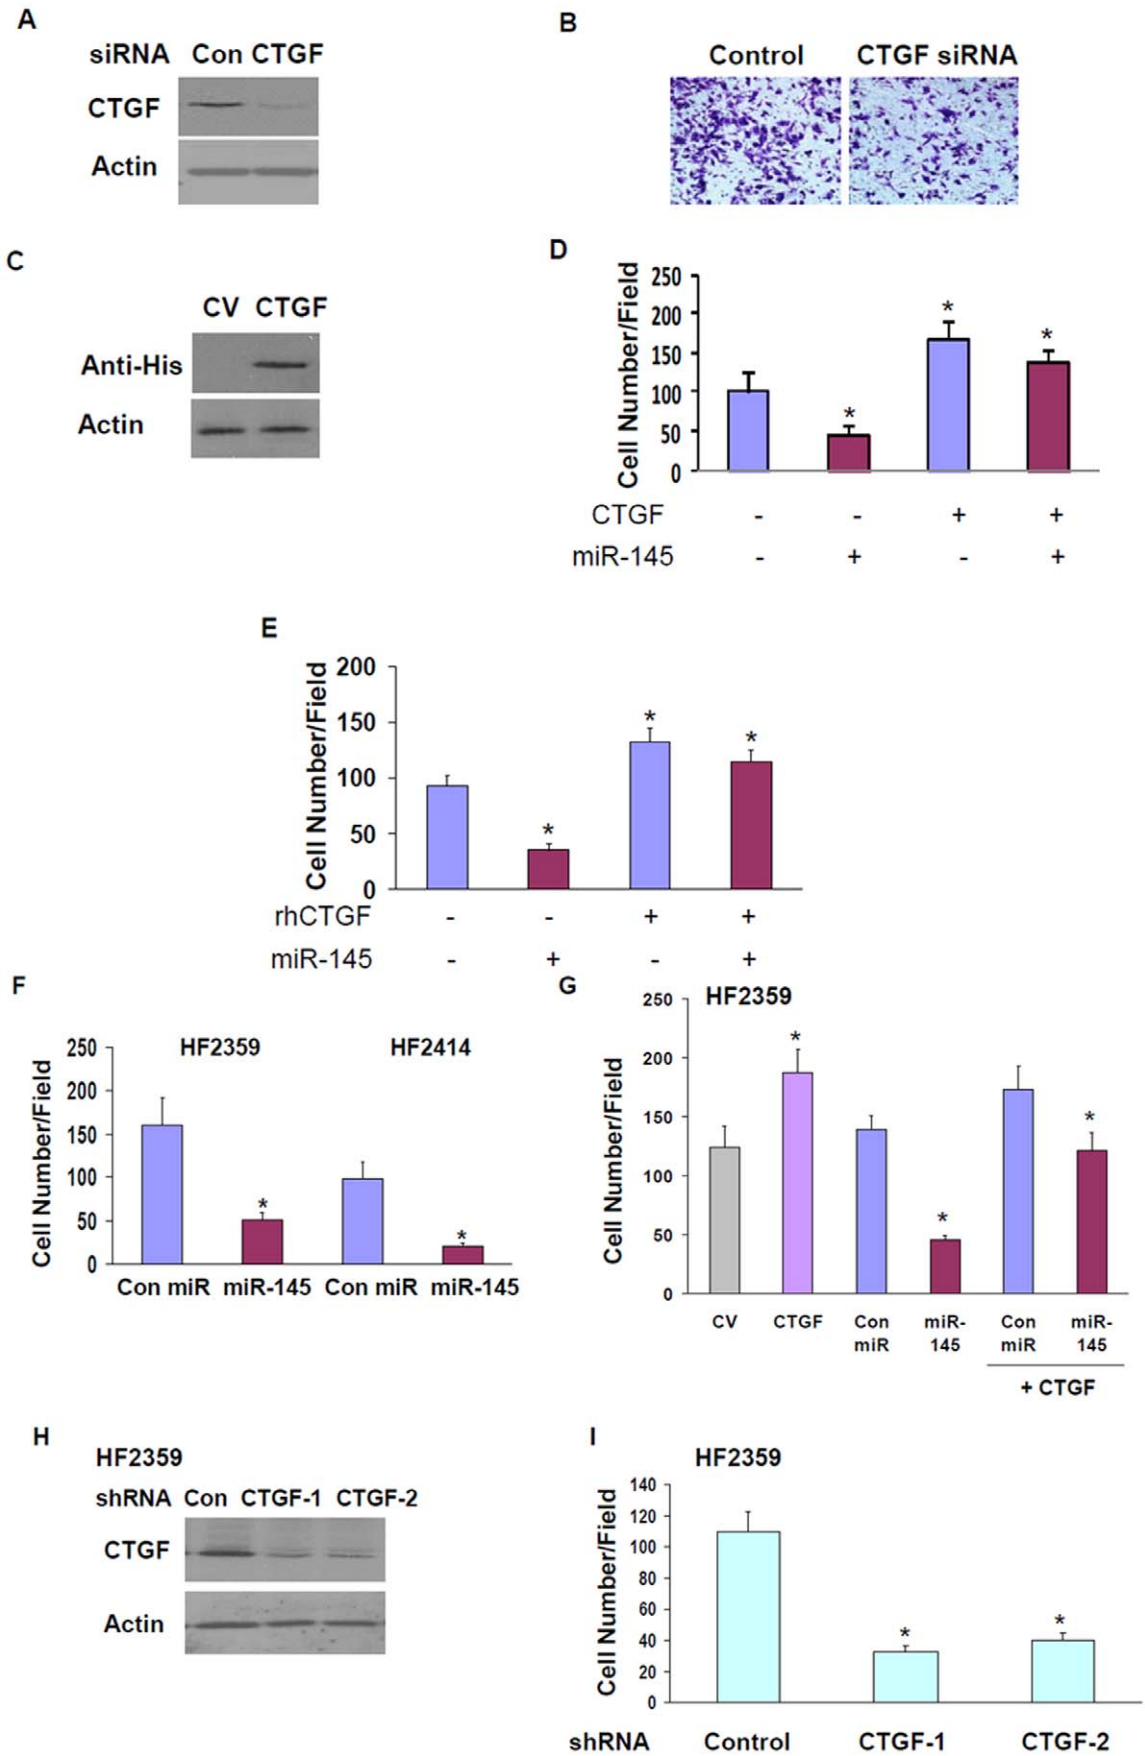 A
siRNA Con CTGF
CTGF
Actin
B
Control CTGF siRNA
C
CV CTGF
Anti-His
Actin
D
Cell Number/Field
250
200
150
100
50
0
*
*
*
CTGF - - + +
miR-145 - + - +
E
Cell Number/Field
200
150
100
50
0
*
*
*
rhCTGF - - + +
miR-145 - + - +
F
Cell Number/Field
250
200
150
100
50
0
HF2359 HF2414
*
*
Con miR miR-145 Con miR miR-145
G
HF2359
Cell Number/Field
250
200
150
100
50
0
*
*
*
CV CTGF Con miR- Con miR-
miR 145 miR 145
+ CTGF
H
HF2359
shRNA Con CTGF-1 CTGF-2
CTGF
Actin
I
HF2359
Cell Number/Field
140
120
100
80
60
40
20
0
*
*
shRNA Control CTGF-1 CTGF-2